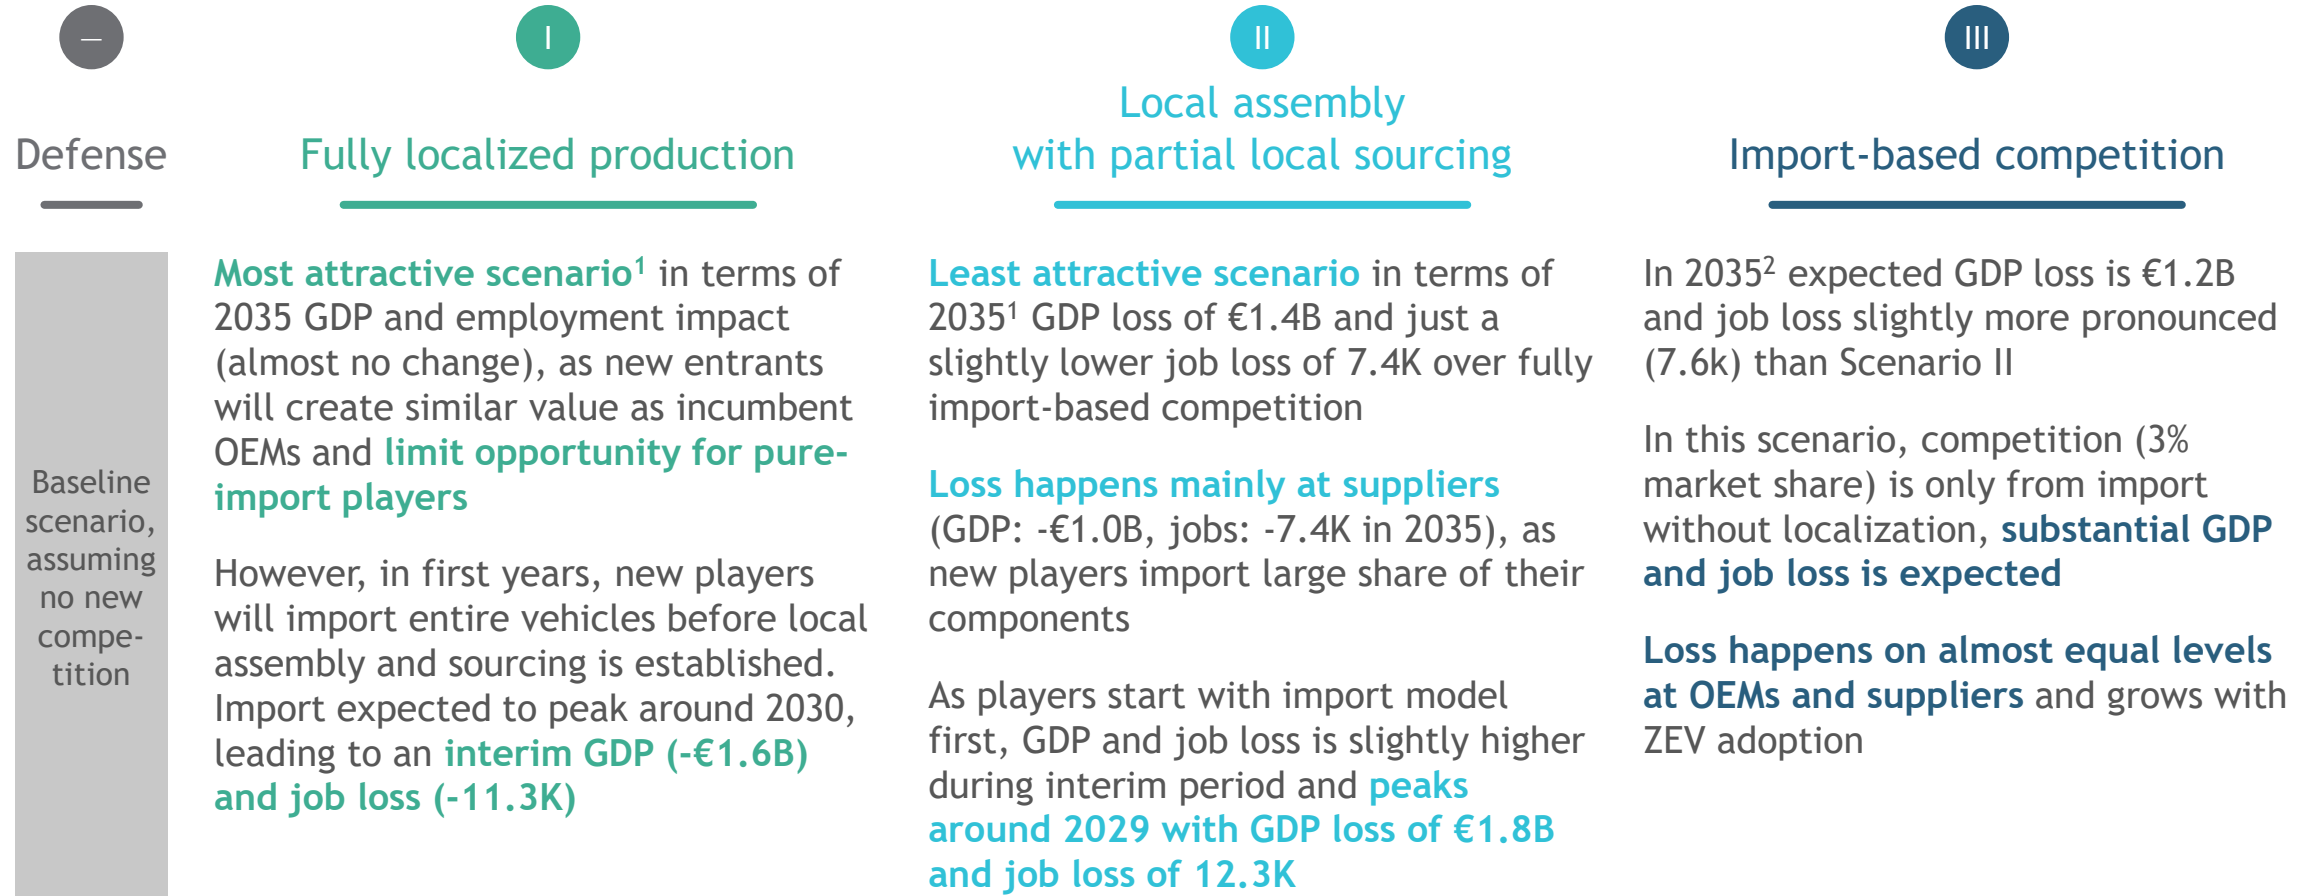 —
Defense
Baseline
scenario,
assuming
no new
compe-
tition
I
Fully localized production
Most attractive scenario¹ in terms of
2035 GDP and employment impact
(almost no change), as new entrants
will create similar value as incumbent
OEMs and limit opportunity for pure-
import players
However, in first years, new players
will import entire vehicles before local
assembly and sourcing is established.
Import expected to peak around 2030,
leading to an interim GDP (-€1.6B)
and job loss (-11.3K)
II
Local assembly
with partial local sourcing
Least attractive scenario in terms of
2035¹ GDP loss of €1.4B and just a
slightly lower job loss of 7.4K over fully
import-based competition
Loss happens mainly at suppliers
(GDP: -€1.0B, jobs: -7.4K in 2035), as
new players import large share of their
components
As players start with import model
first, GDP and job loss is slightly higher
during interim period and peaks
around 2029 with GDP loss of €1.8B
and job loss of 12.3K
III
Import-based competition
In 2035² expected GDP loss is €1.2B
and job loss slightly more pronounced
(7.6k) than Scenario II
In this scenario, competition (3%
market share) is only from import
without localization, substantial GDP
and job loss is expected
Loss happens on almost equal levels
at OEMs and suppliers and grows with
ZEV adoption